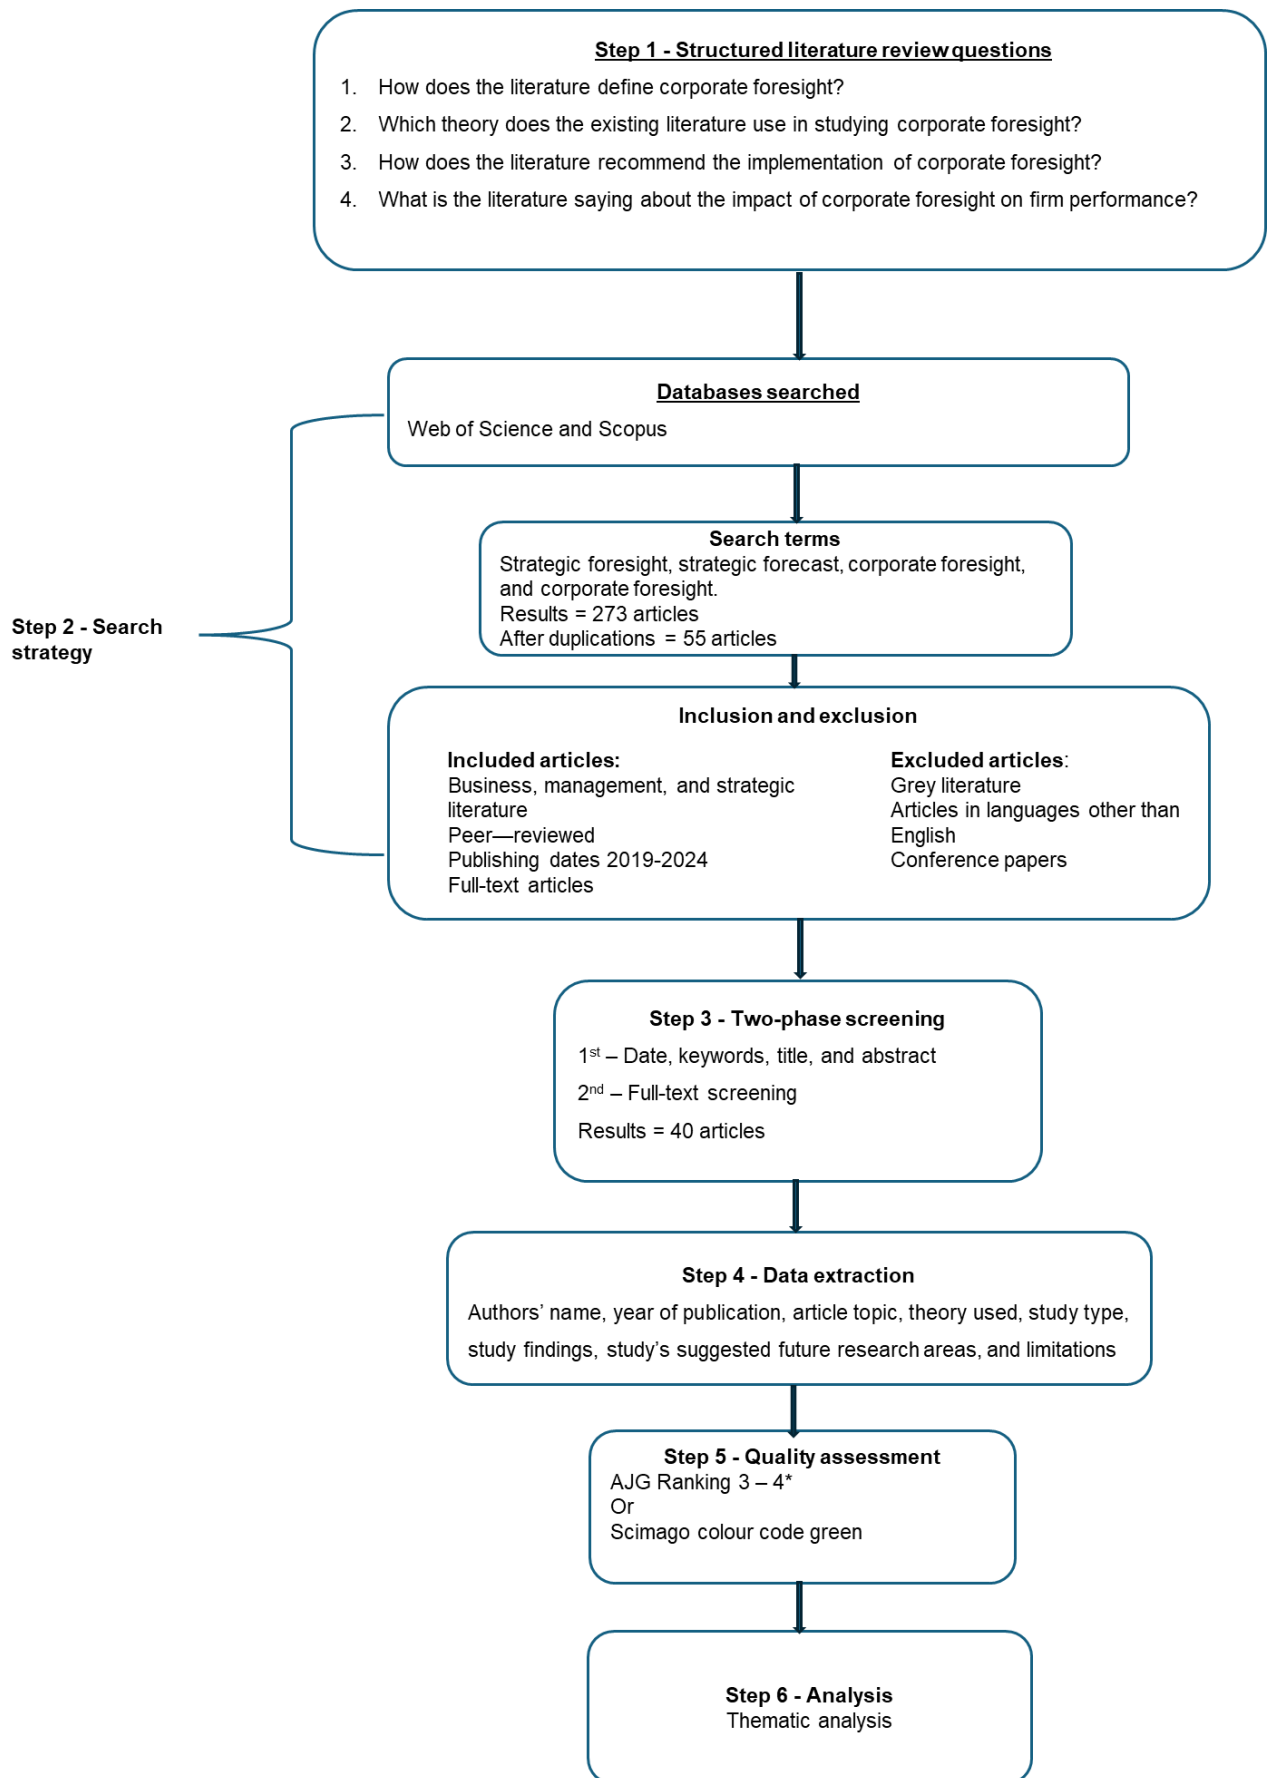 Step 1 - Structured literature review questions
1. How does the literature define corporate foresight?
2. Which theory does the existing literature use in studying corporate foresight?
3. How does the literature recommend the implementation of corporate foresight?
4. What is the literature saying about the impact of corporate foresight on firm performance?
Databases searched
Web of Science and Scopus
Search terms
Strategic foresight, strategic forecast, corporate foresight,
and corporate foresight.
Results = 273 articles
After duplications = 55 articles
Step 2 - Search
strategy
Inclusion and exclusion
Included articles:
Business, management, and strategic
literature
Peer—reviewed
Publishing dates 2019-2024
Full-text articles
Excluded articles:
Grey literature
Articles in languages other than
English
Conference papers
Step 3 - Two-phase screening
1st – Date, keywords, title, and abstract
2nd – Full-text screening
Results = 40 articles
Step 4 - Data extraction
Authors’ name, year of publication, article topic, theory used, study type,
study findings, study’s suggested future research areas, and limitations
Step 5 - Quality assessment
AJG Ranking 3 – 4*
Or
Scimago colour code green
Step 6 - Analysis
Thematic analysis